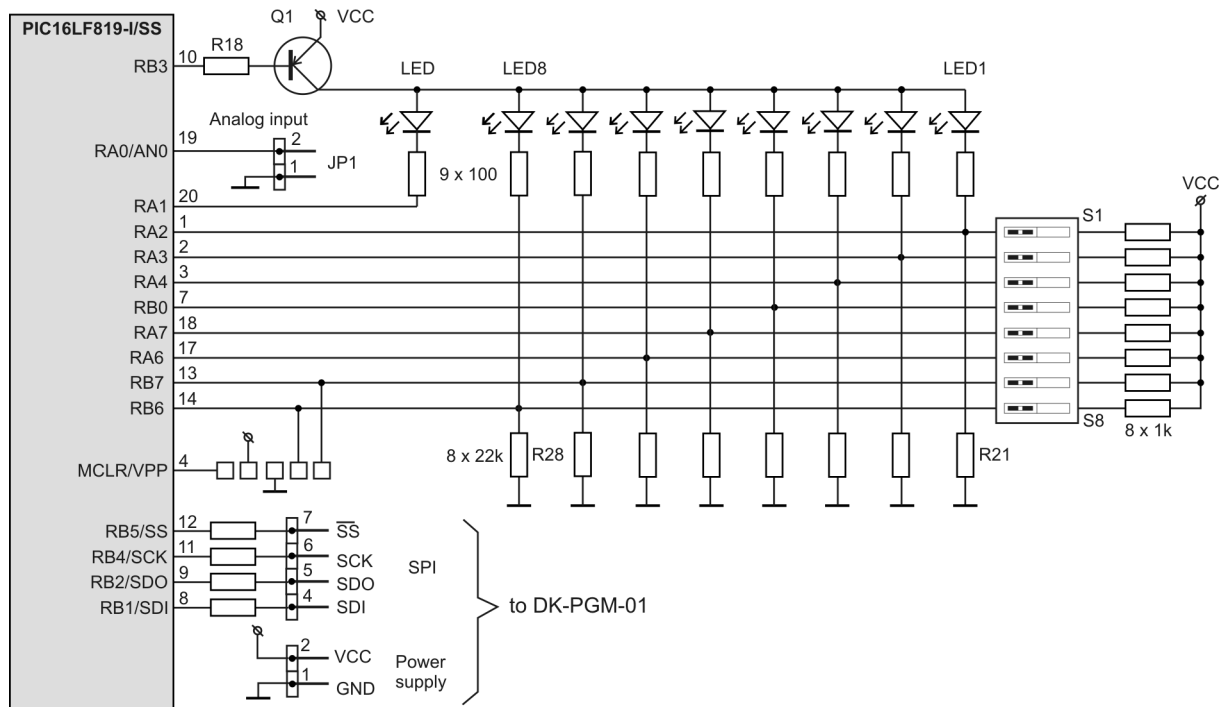 PIC16LF819-I/SS
Q1
VCC
R18
10
RB3
LED
LED8
LED1
Analog input
19
RA0/AN0
2
1
JP1
9 x 100
VCC
20
RA1
S1
1
RA2
2
RA3
3
RA4
7
RB0
18
RA7
17
RA6
13
RB7
14
RB6
S8
8 x 1k
4
MCLR/VPP
8 x 22k
R28
R21
12
RB5/SS
7
SS
11
RB4/SCK
6
SCK
SPI
9
RB2/SDO
5
SDO
8
RB1/SDI
4
SDI
to DK-PGM-01
2
VCC
Power
supply
1
GND